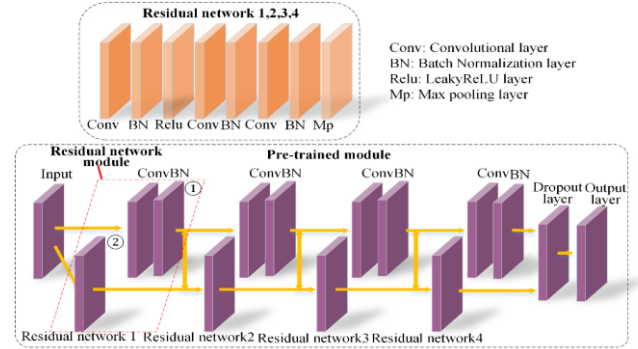 Residual network 1,2,3,4
Conv BN Relu Conv BN Conv BN Mp
Conv: Convolutional layer
BN: Batch Normalization layer
Relu: LeakyReLU layer
Mp: Max pooling layer
Residual network
module
Pre-trained module
Input
ConvBN
①
ConvBN
ConvBN
ConvBN
Dropout
layer
Output
layer
②
Residual network 1
Residual network2
Residual network3
Residual network4